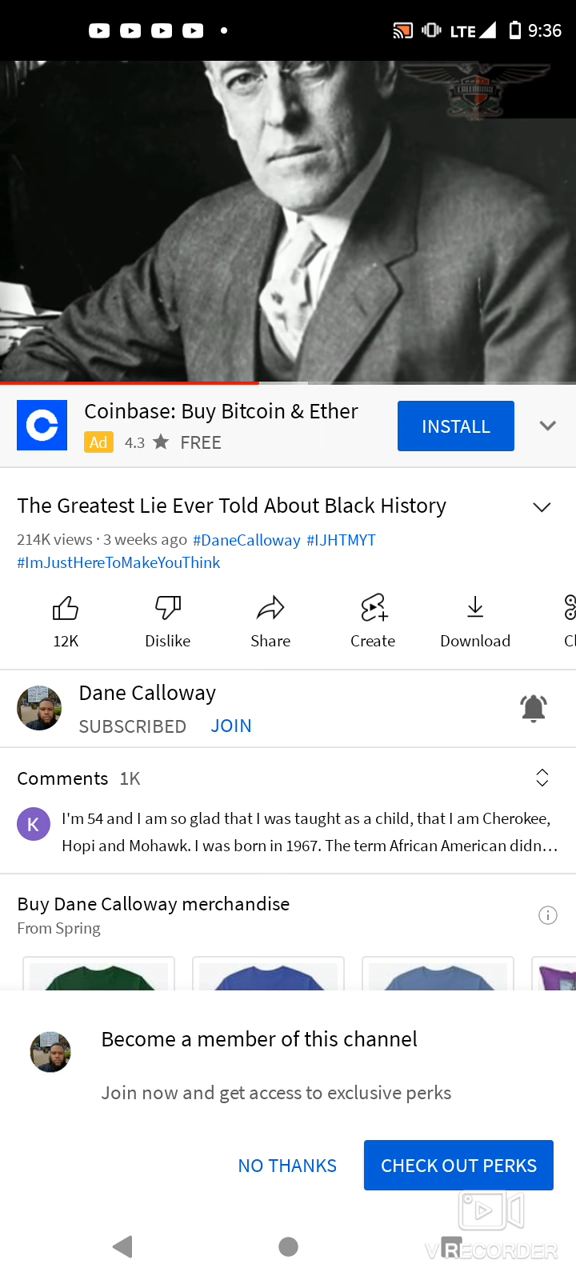 LTE 9:36
Coinbase: Buy Bitcoin & Ether
Ad 4.3 ★ FREE
INSTALL
The Greatest Lie Ever Told About Black History
214K views · 3 weeks ago #DaneCalloway #IJHTMYT
#ImJustHereToMakeYouThink
12K Dislike Share Create Download Cl
Dane Calloway
SUBSCRIBED JOIN
Comments 1K
K
I'm 54 and I am so glad that I was taught as a child, that I am Cherokee,
Hopi and Mohawk. I was born in 1967. The term African American didn…
Buy Dane Calloway merchandise
From Spring
Become a member of this channel
Join now and get access to exclusive perks
NO THANKS CHECK OUT PERKS
VRECORDER